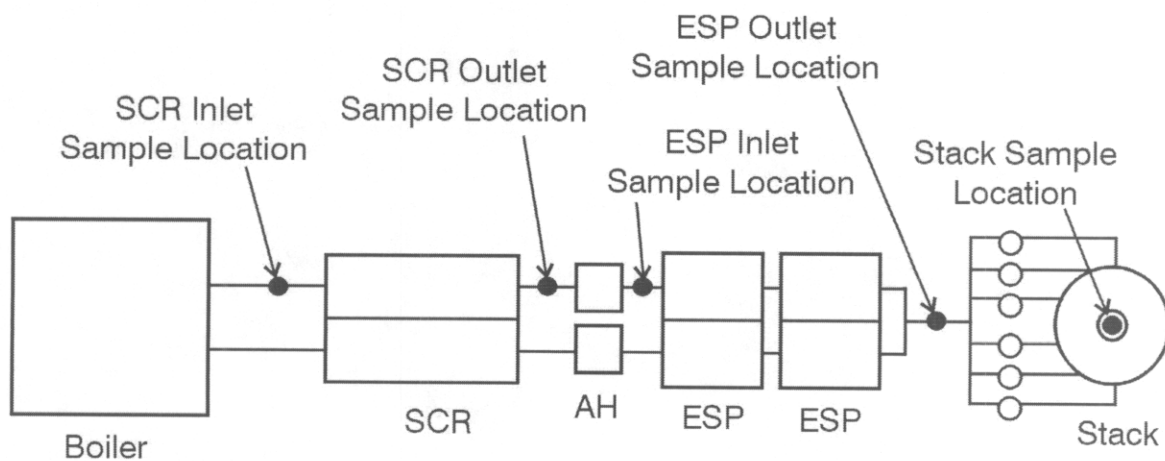 SCR Inlet
Sample Location
SCR Outlet
Sample Location
ESP Outlet
Sample Location
ESP Inlet
Sample Location
Stack Sample
Location
Boiler
SCR
AH
ESP
ESP
Stack